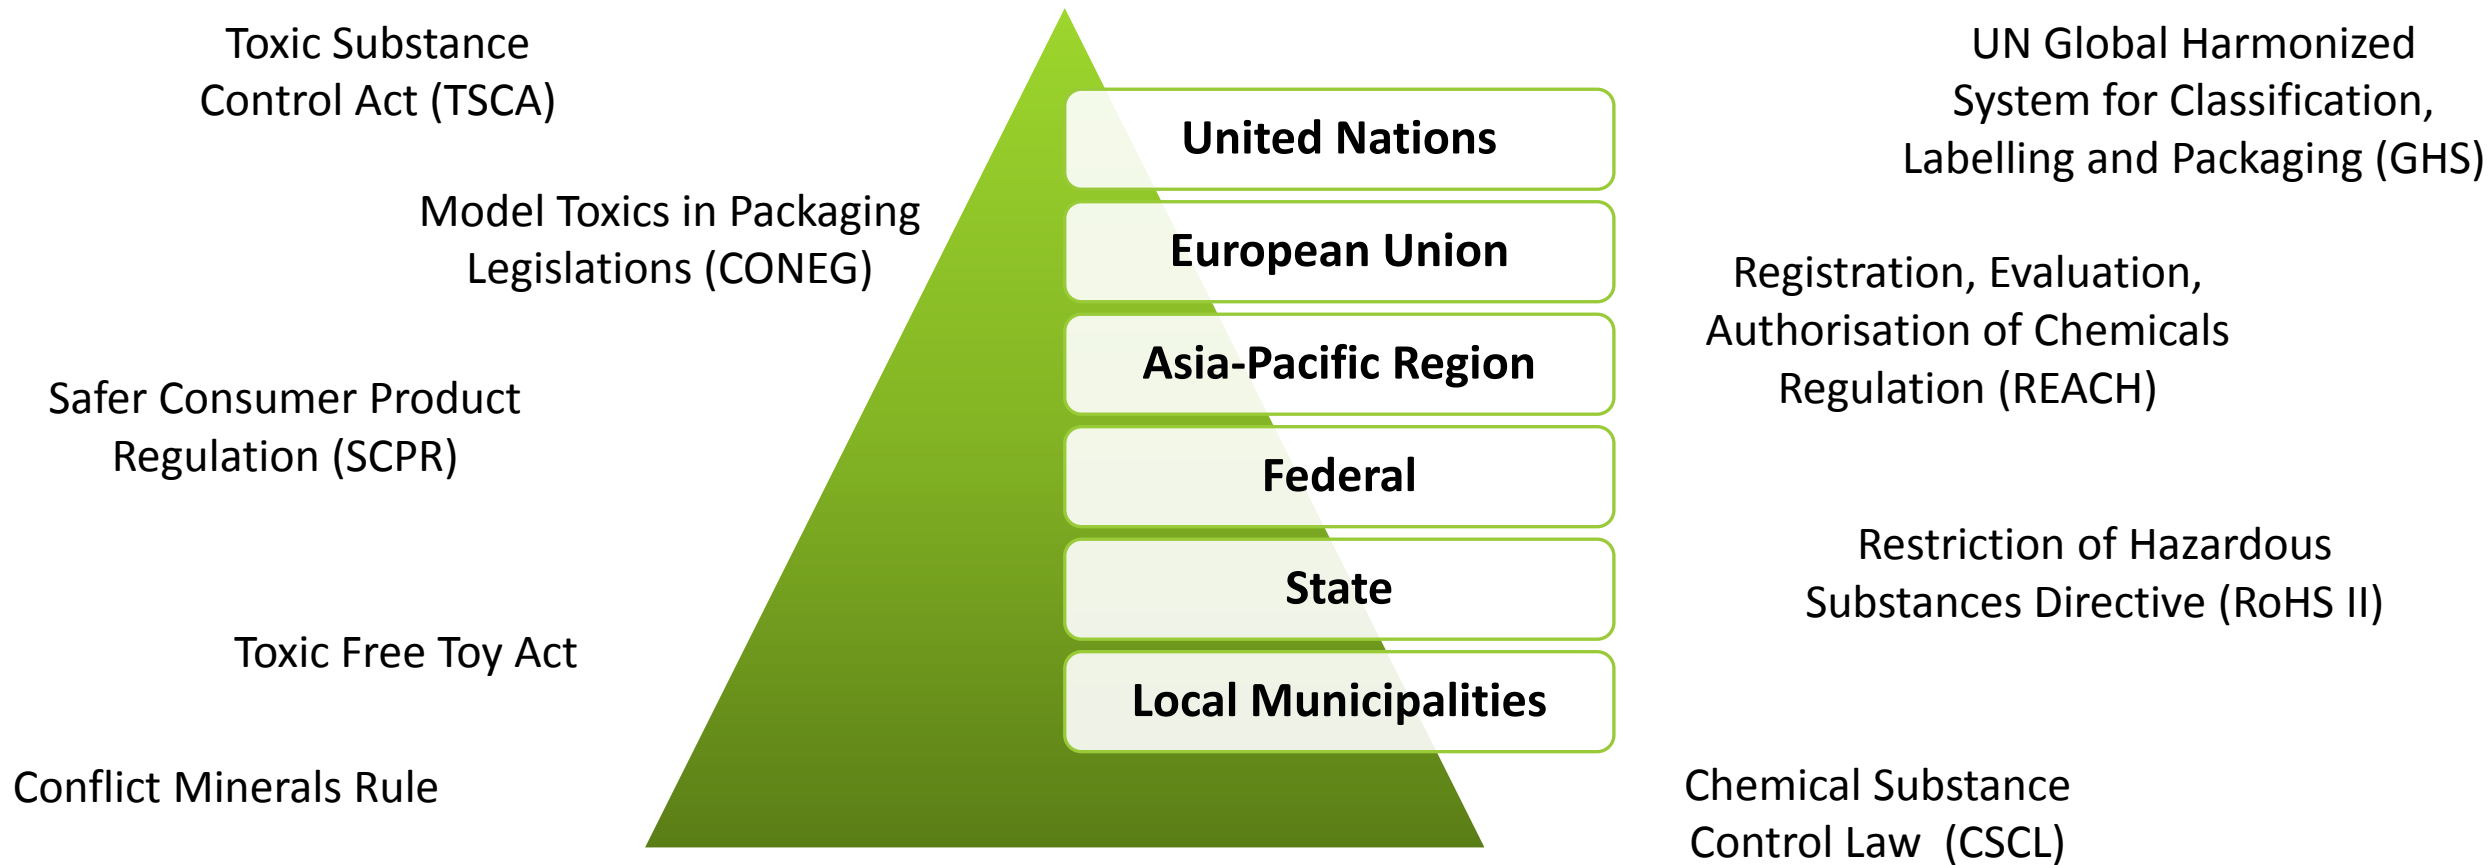 Toxic Substance
Control Act (TSCA)
Model Toxics in Packaging
Legislations (CONEG)
Safer Consumer Product
Regulation (SCPR)
Toxic Free Toy Act
Conflict Minerals Rule
United Nations
European Union
Asia-Pacific Region
Federal
State
Local Municipalities
UN Global Harmonized
System for Classification,
Labelling and Packaging (GHS)
Registration, Evaluation,
Authorisation of Chemicals
Regulation (REACH)
Restriction of Hazardous
Substances Directive (RoHS II)
Chemical Substance
Control Law (CSCL)